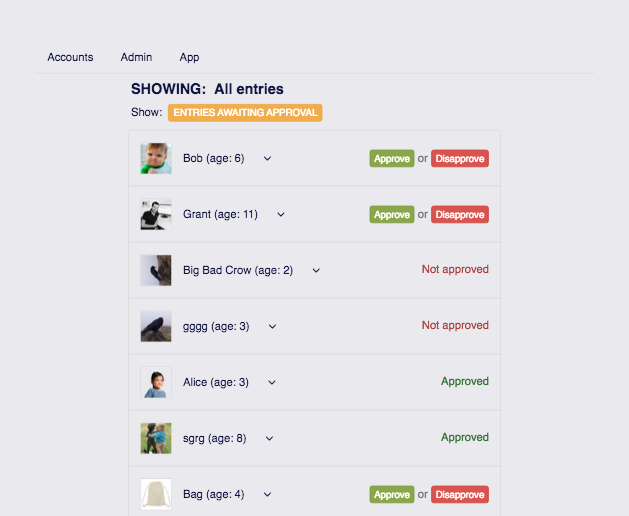 Accounts Admin App
SHOWING: All entries
Show: ENTRIES AWAITING APPROVAL
Bob (age: 6) Approve or Disapprove
Grant (age: 11) Approve or Disapprove
Big Bad Crow (age: 2) Not approved
gggg (age: 3) Not approved
Alice (age: 3) Approved
sgrg (age: 8) Approved
Bag (age: 4) Approve or Disapprove